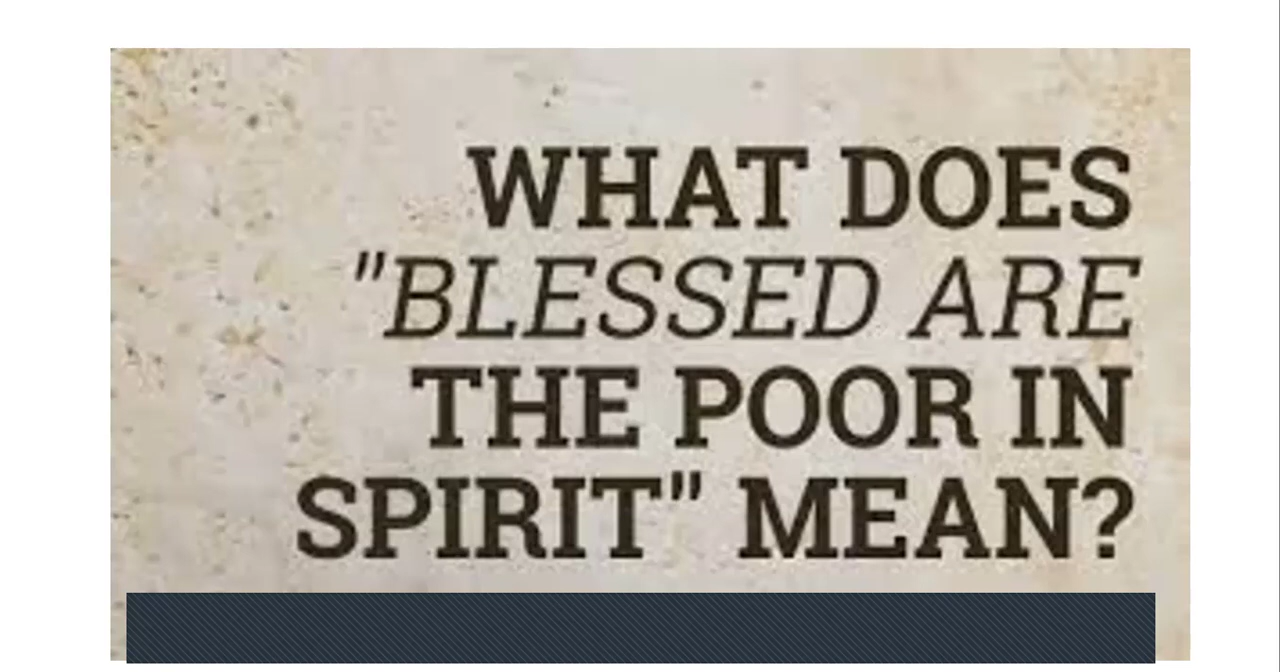 WHAT DOES
"BLESSED ARE
THE POOR IN
SPIRIT" MEAN?